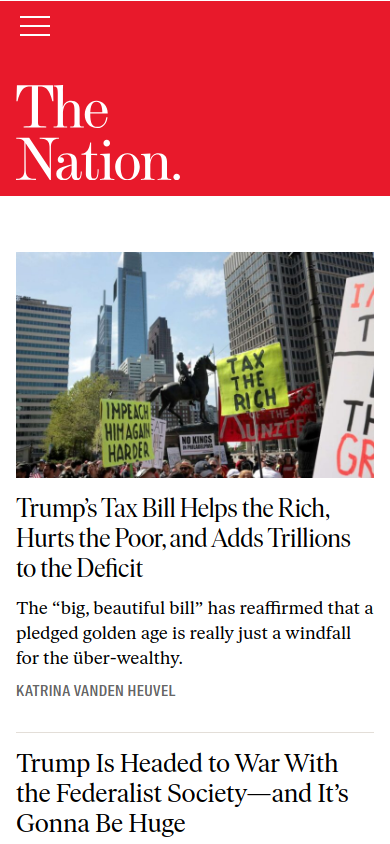 The
Nation.
TAX
THE
RICH
IMPEACH
HIM AGAIN
HARDER
NO KINGS
UNITE
Trump's Tax Bill Helps the Rich,
Hurts the Poor, and Adds Trillions
to the Deficit
The “big, beautiful bill” has reaffirmed that a
pledged golden age is really just a windfall
for the über-wealthy.
KATRINA VANDEN HEUVEL
Trump Is Headed to War With
the Federalist Society—and It's
Gonna Be Huge